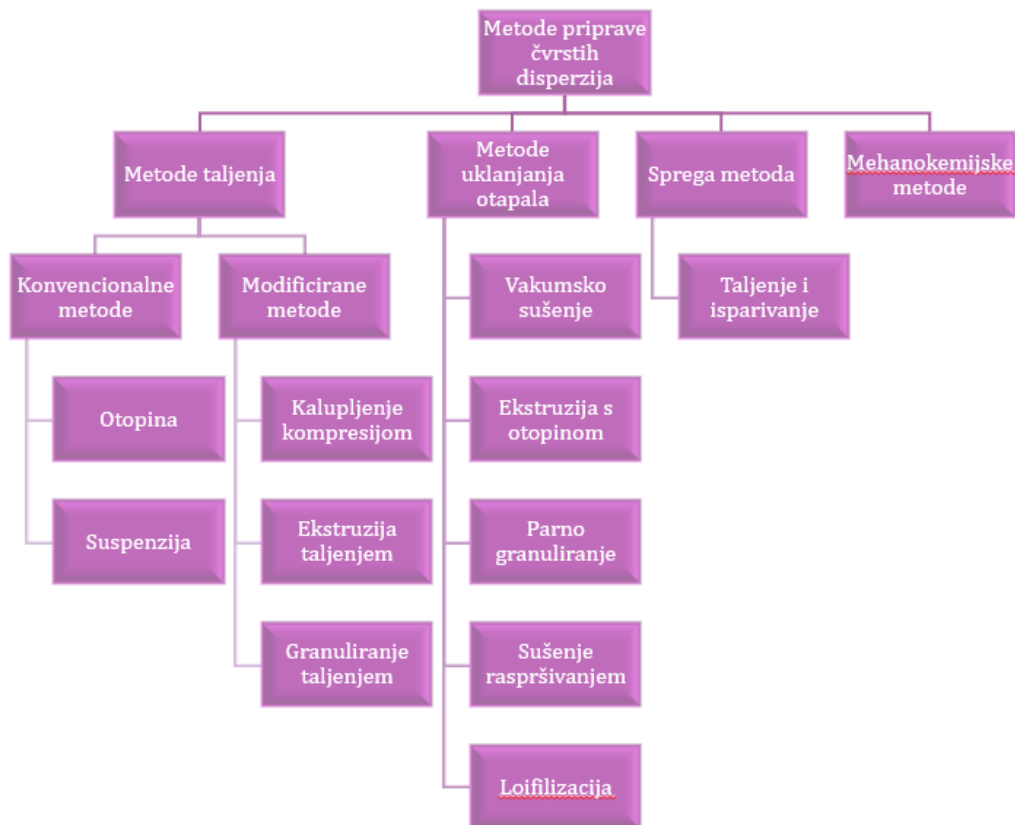 Metode priprave
čvrstih
disperzija
Metode taljenja
Metode
uklanjanja
otapala
Sprega metoda
Mehanokemijske
metode
Konvencionalne
metode
Modificirane
metode
Vakumsko
sušenje
Taljenje i
isparivanje
Otopina
Kalupljenje
kompresijom
Ekstruzija s
otopinom
Suspenzija
Ekstruzija
taljenjem
Parno
granuliranje
Granuliranje
taljenjem
Sušenje
raspršivanjem
Loifilizacija